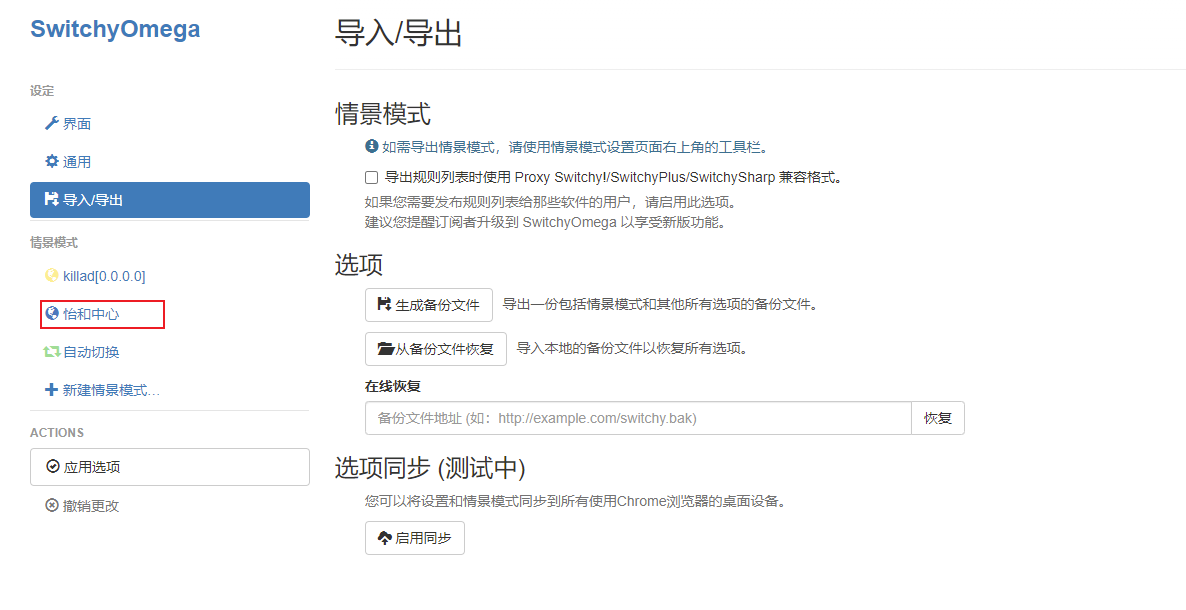 SwitchyOmega
设定
界面
通用
导入/导出
情景模式
killad[0.0.0.0]
怡和中心
自动切换
新建情景模式…
ACTIONS
应用选项
撤销更改
导入/导出
情景模式
如需导出情景模式，请使用情景模式设置页面右上角的工具栏。
导出规则列表时使用 Proxy Switchy!/SwitchyPlus/SwitchySharp 兼容格式。
如果您需要发布规则列表给那些软件的用户，请启用此选项。
建议您提醒订阅者升级到 SwitchyOmega 以享受新版功能。
选项
生成备份文件 导出一份包括情景模式和其他所有选项的备份文件。
从备份文件恢复 导入本地的备份文件以恢复所有选项。
在线恢复
备份文件地址 (如：http://example.com/switchy.bak) 恢复
选项同步 (测试中)
您可以将设置和情景模式同步到所有使用Chrome浏览器的桌面设备。
启用同步